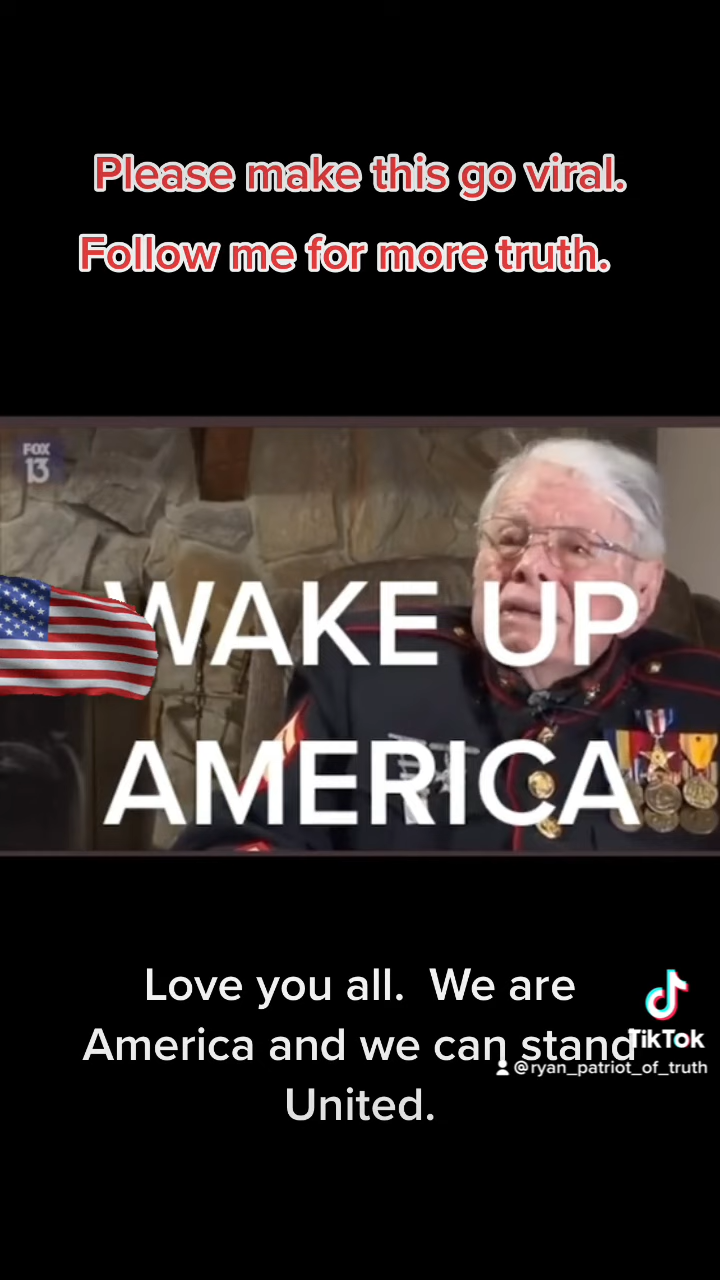 Please make this go viral.
Follow me for more truth.
FOX
13
WAKE UP
AMERICA
Love you all.  We are
America and we can stand
United.
TikTok
@ryan_patriot_of_truth